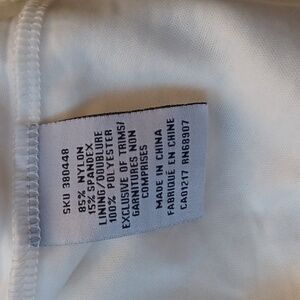 SKU 380448
85% NYLON
15% SPANDEX
LINING/DOUBLURE
100% POLYESTER
EXCLUSIVE OF TRIMS/
GARNITURES NON
COMPRISES
MADE IN CHINA
FABRIQUÉ EN CHINE
CA01217 RN68907